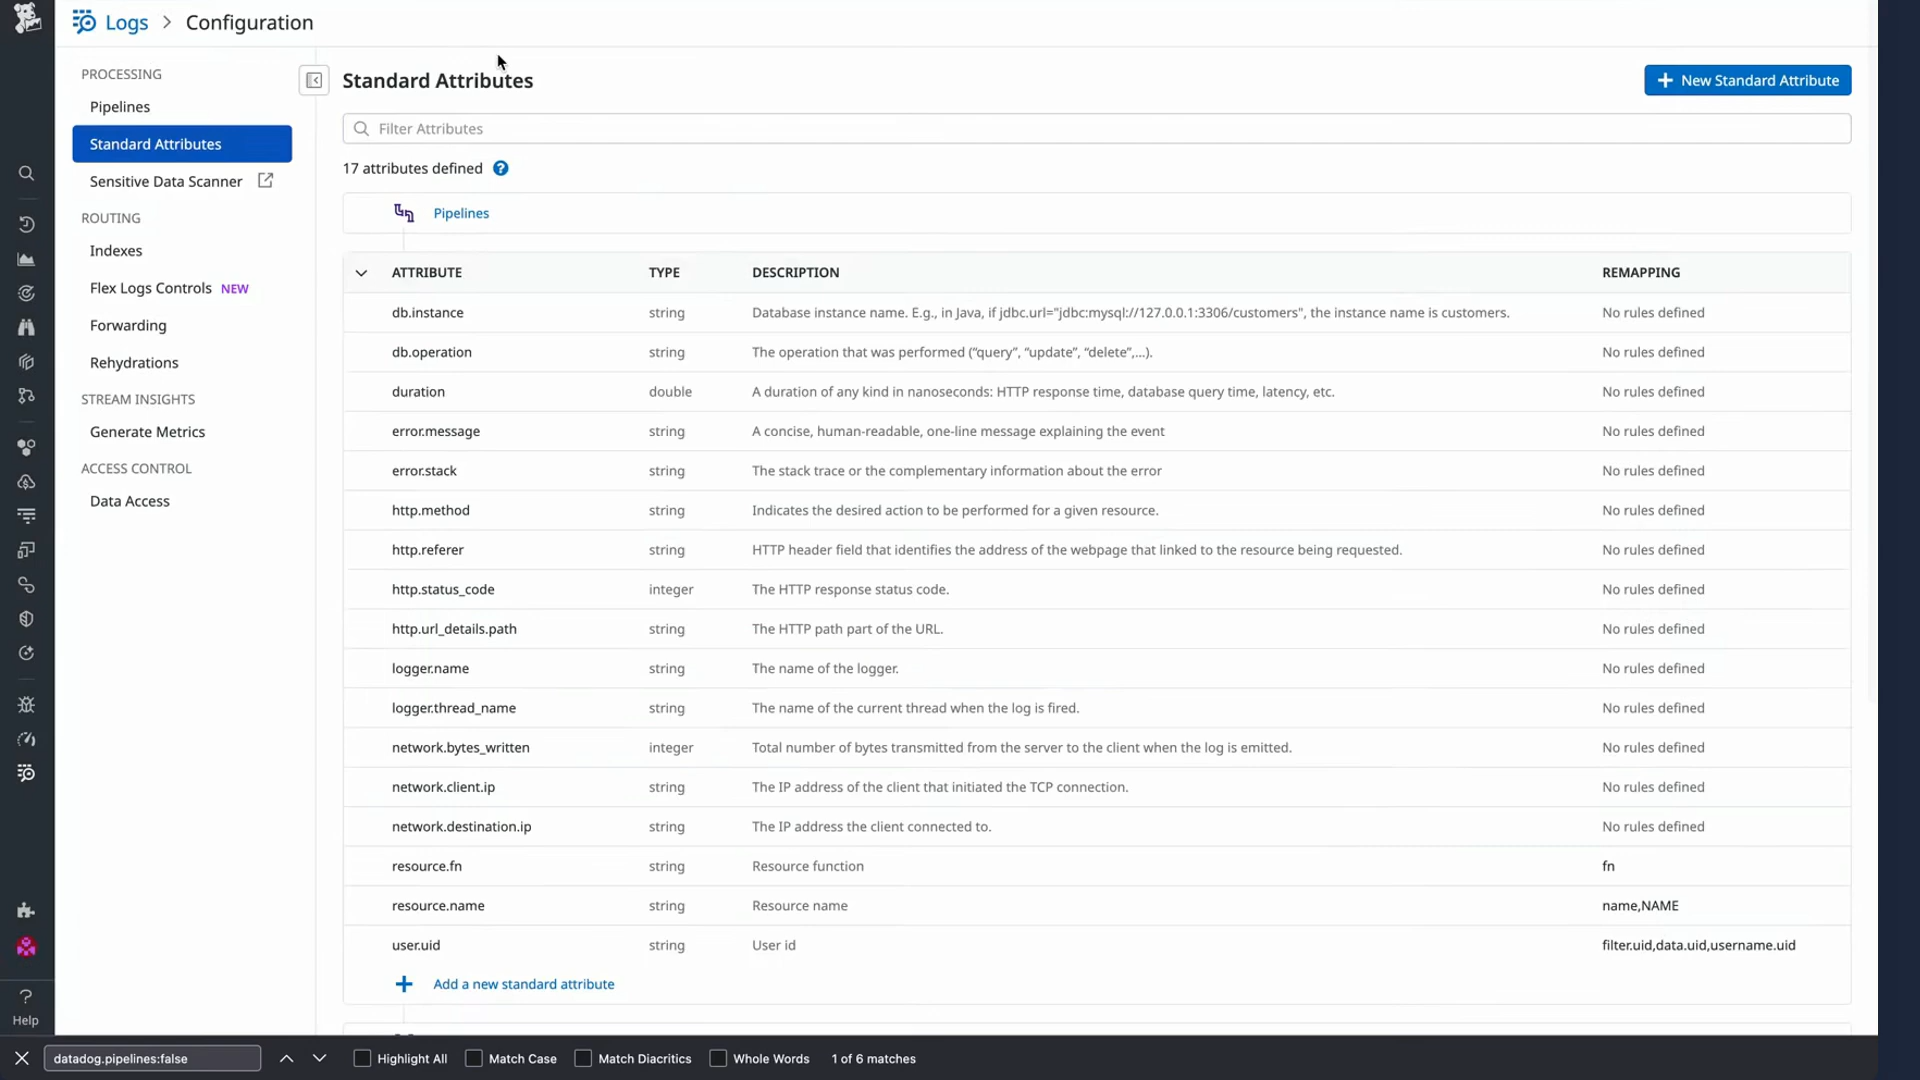 Logs > Configuration
PROCESSING
Pipelines
Standard Attributes
Sensitive Data Scanner
ROUTING
Indexes
Flex Logs Controls NEW
Forwarding
Rehydrations
STREAM INSIGHTS
Generate Metrics
ACCESS CONTROL
Data Access
Help
Standard Attributes
+ New Standard Attribute
Filter Attributes
17 attributes defined ?
Pipelines
ATTRIBUTE TYPE DESCRIPTION REMAPPING
db.instance string Database instance name. E.g., in Java, if jdbc.url="jdbc:mysql://127.0.0.1:3306/customers", the instance name is customers. No rules defined
db.operation string The operation that was performed (“query”, “update”, “delete”,...). No rules defined
duration double A duration of any kind in nanoseconds: HTTP response time, database query time, latency, etc. No rules defined
error.message string A concise, human-readable, one-line message explaining the event No rules defined
error.stack string The stack trace or the complementary information about the error No rules defined
http.method string Indicates the desired action to be performed for a given resource. No rules defined
http.referer string HTTP header field that identifies the address of the webpage that linked to the resource being requested. No rules defined
http.status_code integer The HTTP response status code. No rules defined
http.url_details.path string The HTTP path part of the URL. No rules defined
logger.name string The name of the logger. No rules defined
logger.thread_name string The name of the current thread when the log is fired. No rules defined
network.bytes_written integer Total number of bytes transmitted from the server to the client when the log is emitted. No rules defined
network.client.ip string The IP address of the client that initiated the TCP connection. No rules defined
network.destination.ip string The IP address the client connected to. No rules defined
resource.fn string Resource function fn
resource.name string Resource name name,NAME
user.uid string User id filter.uid,data.uid,username.uid
+ Add a new standard attribute
datadog.pipelines:false Highlight All Match Case Match Diacritics Whole Words 1 of 6 matches